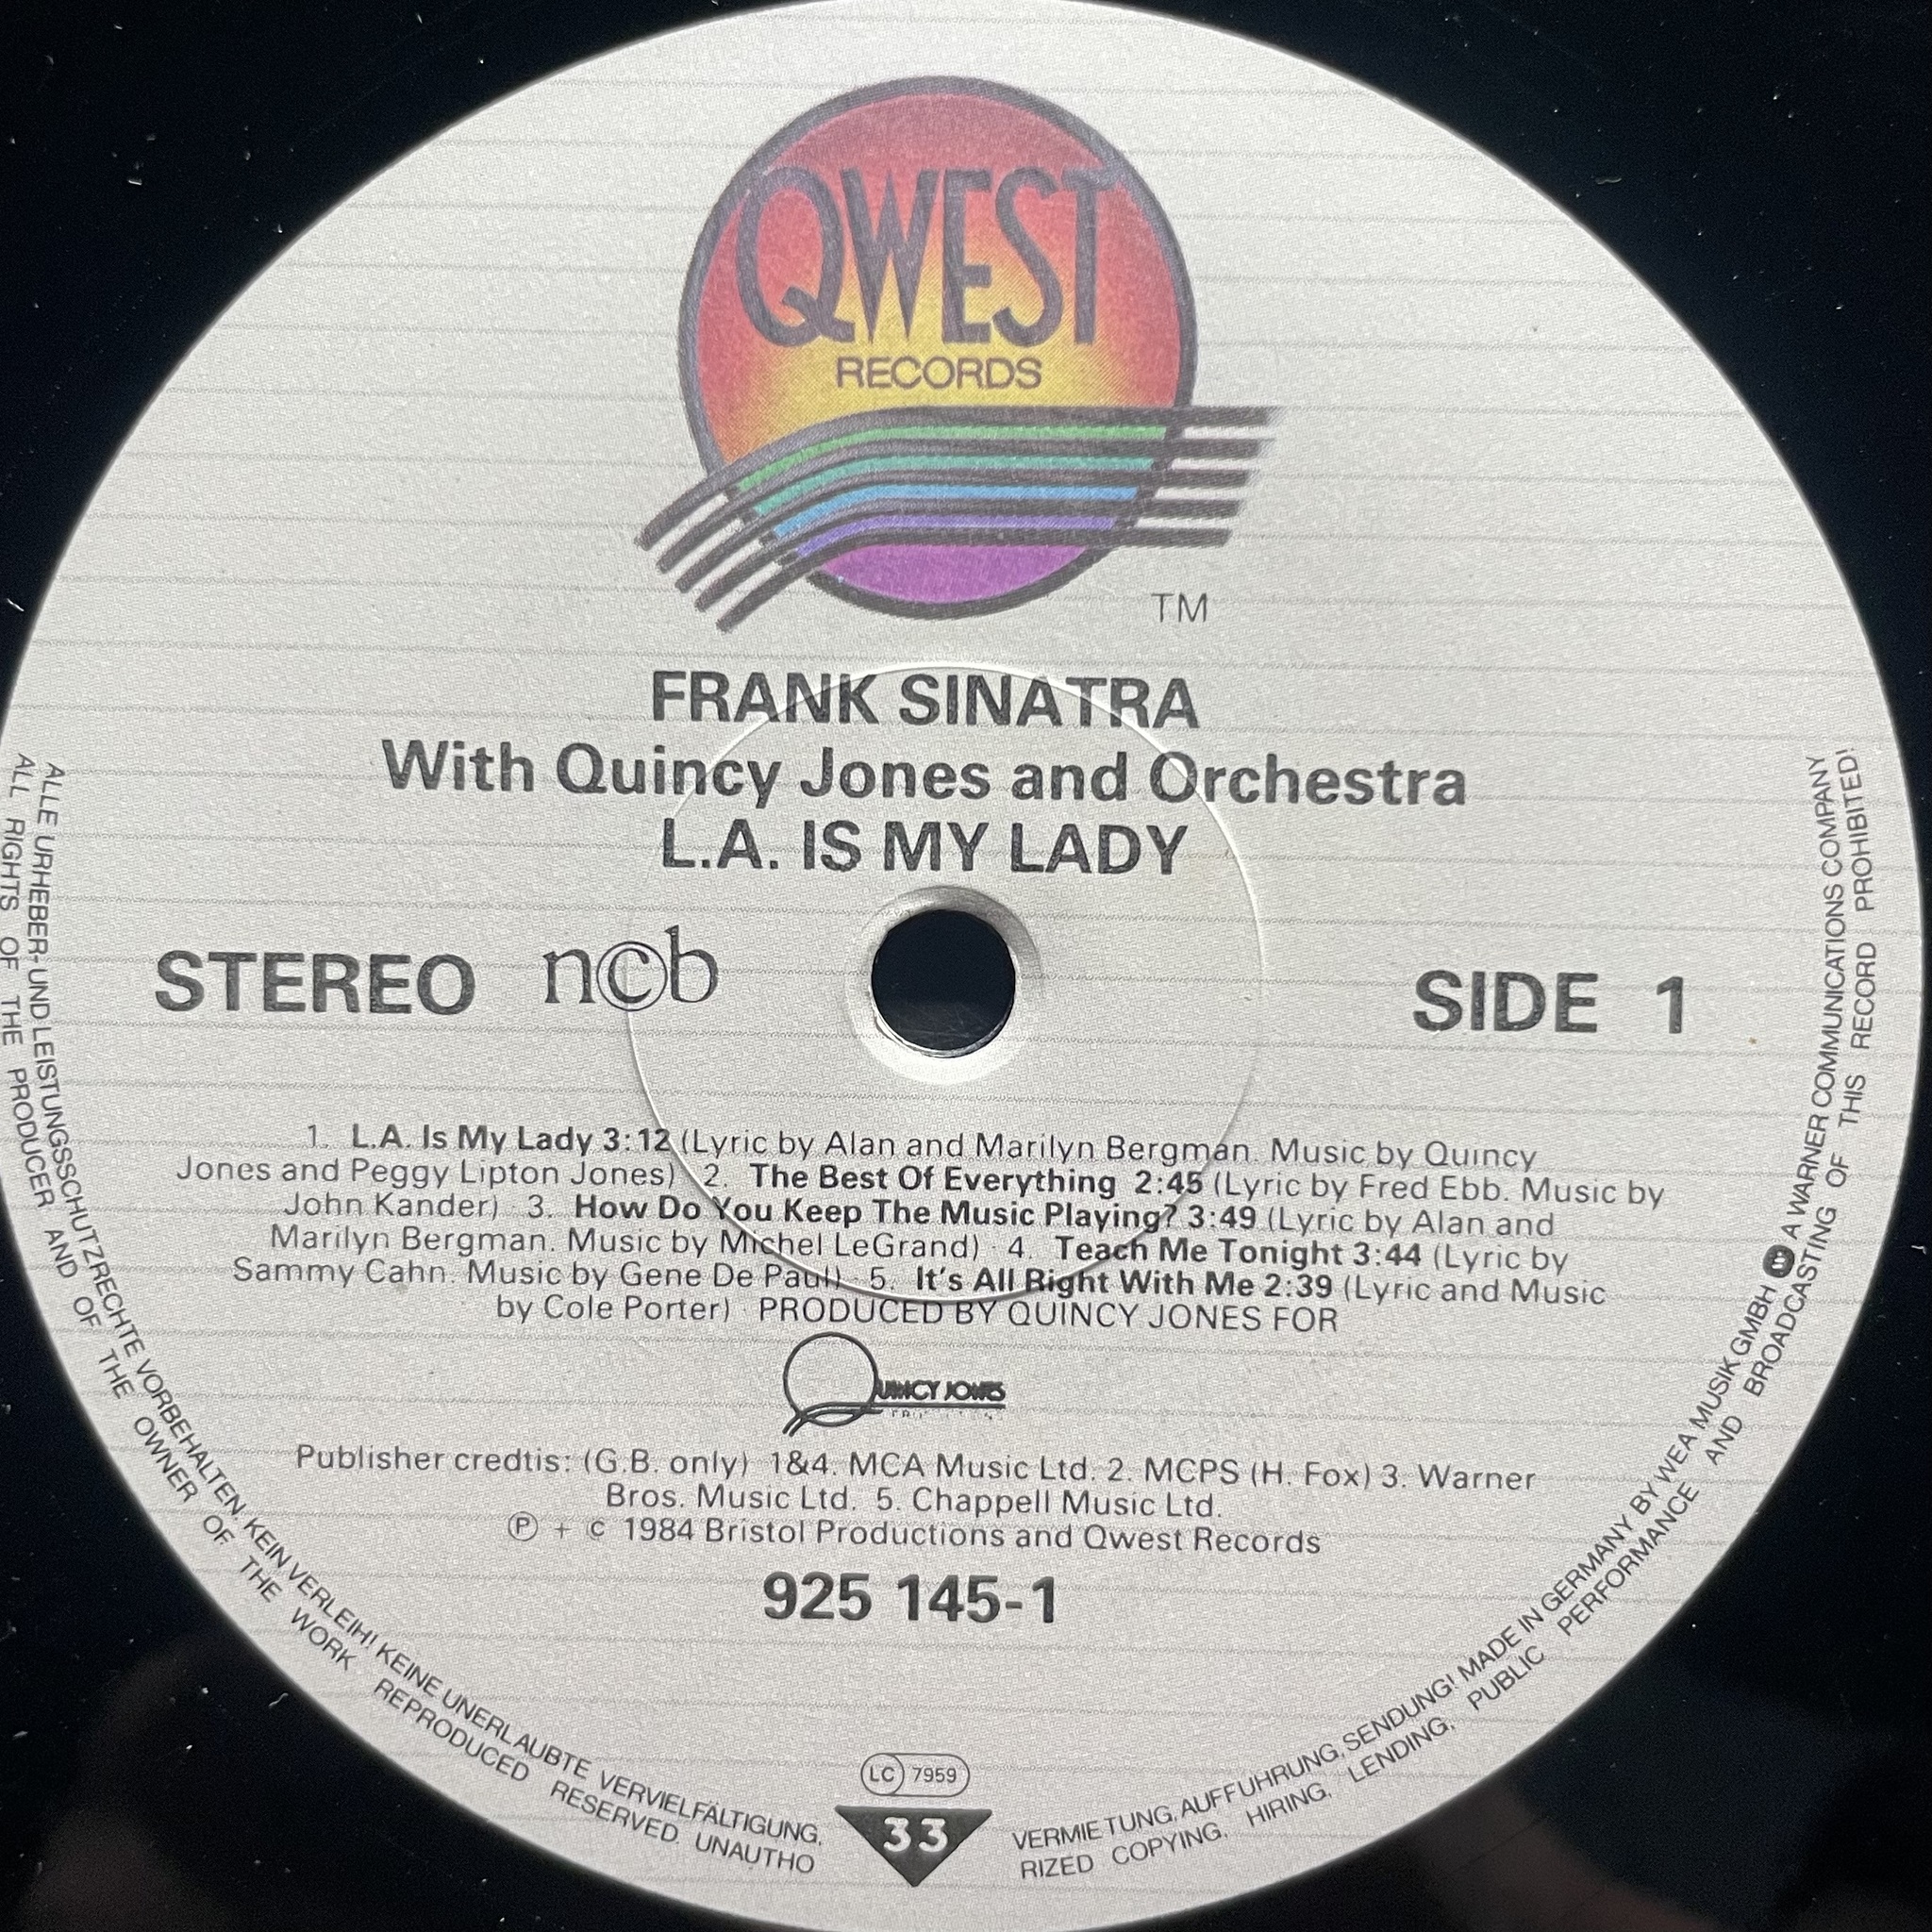 QWEST
RECORDS
TM
FRANK SINATRA
With Quincy Jones and Orchestra
L.A. IS MY LADY
STEREO n©b SIDE 1
1. L.A. Is My Lady 3:12 (Lyric by Alan and Marilyn Bergman. Music by Quincy
Jones and Peggy Lipton Jones) · 2. The Best Of Everything 2:45 (Lyric by Fred Ebb. Music by
John Kander) · 3. How Do You Keep The Music Playing? 3:49 (Lyric by Alan and
Marilyn Bergman. Music by Michel LeGrand) · 4. Teach Me Tonight 3:44 (Lyric by
Sammy Cahn. Music by Gene De Paul) · 5. It's All Right With Me 2:39 (Lyric and Music
by Cole Porter) · PRODUCED BY QUINCY JONES FOR
QUINCY JONES
Publisher credtis: (G.B. only) 1&4. MCA Music Ltd. 2. MCPS (H. Fox) 3. Warner
Bros. Music Ltd. 5. Chappell Music Ltd.
℗ + © 1984 Bristol Productions and Qwest Records
925 145-1
LC 7959
33
ALLE URHEBER-UND LEISTUNGSSCHUTZRECHTE VORBEHALTEN. KEIN VERLEIH! KEINE UNERLAUBTE VERVIELFÄLTIGUNG, VERMIETUNG, AUFFÜHRUNG, SENDUNG! MADE IN GERMANY BY WEA MUSIK GMBH A WARNER COMMUNICATIONS COMPANY
ALL RIGHTS OF THE PRODUCER AND OF THE OWNER OF THE WORK REPRODUCED RESERVED. UNAUTHORIZED COPYING, HIRING, LENDING, PUBLIC PERFORMANCE AND BROADCASTING OF THIS RECORD PROHIBITED!